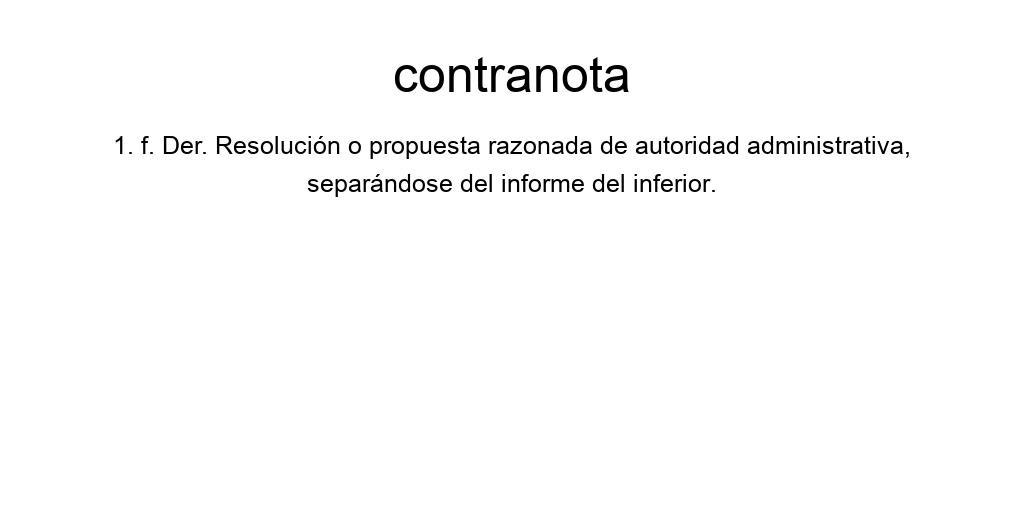 contranota
1. f. Der. Resolución o propuesta razonada de autoridad administrativa,
separándose del informe del inferior.